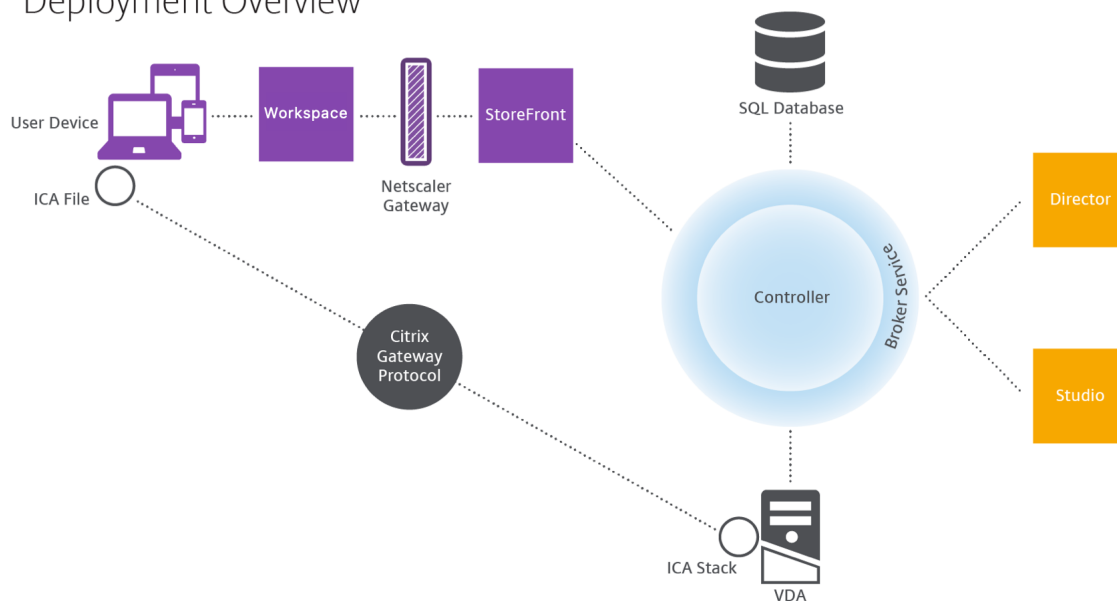 Deployment Overview
SQL Database
User Device
Workspace
StoreFront
Netscaler
Gateway
ICA File
Director
Broker Service
Controller
Citrix
Gateway
Protocol
Studio
ICA Stack
VDA